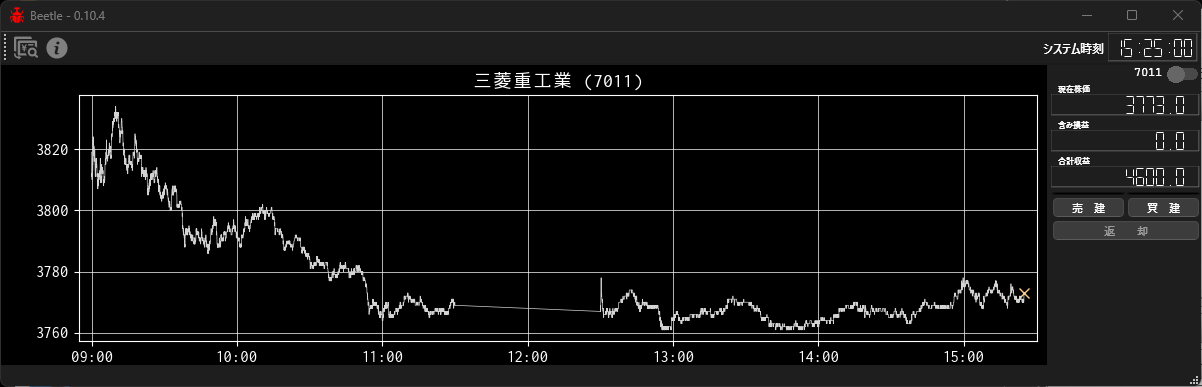 Beetle - 0.10.4
システム時刻 15:25:00
三菱重工業 (7011)
7011
現在株価
3773.0
含み損益
0.0
合計収益
4600.0
売 建 買 建
返 却
3820
3800
3780
3760
09:00 10:00 11:00 12:00 13:00 14:00 15:00